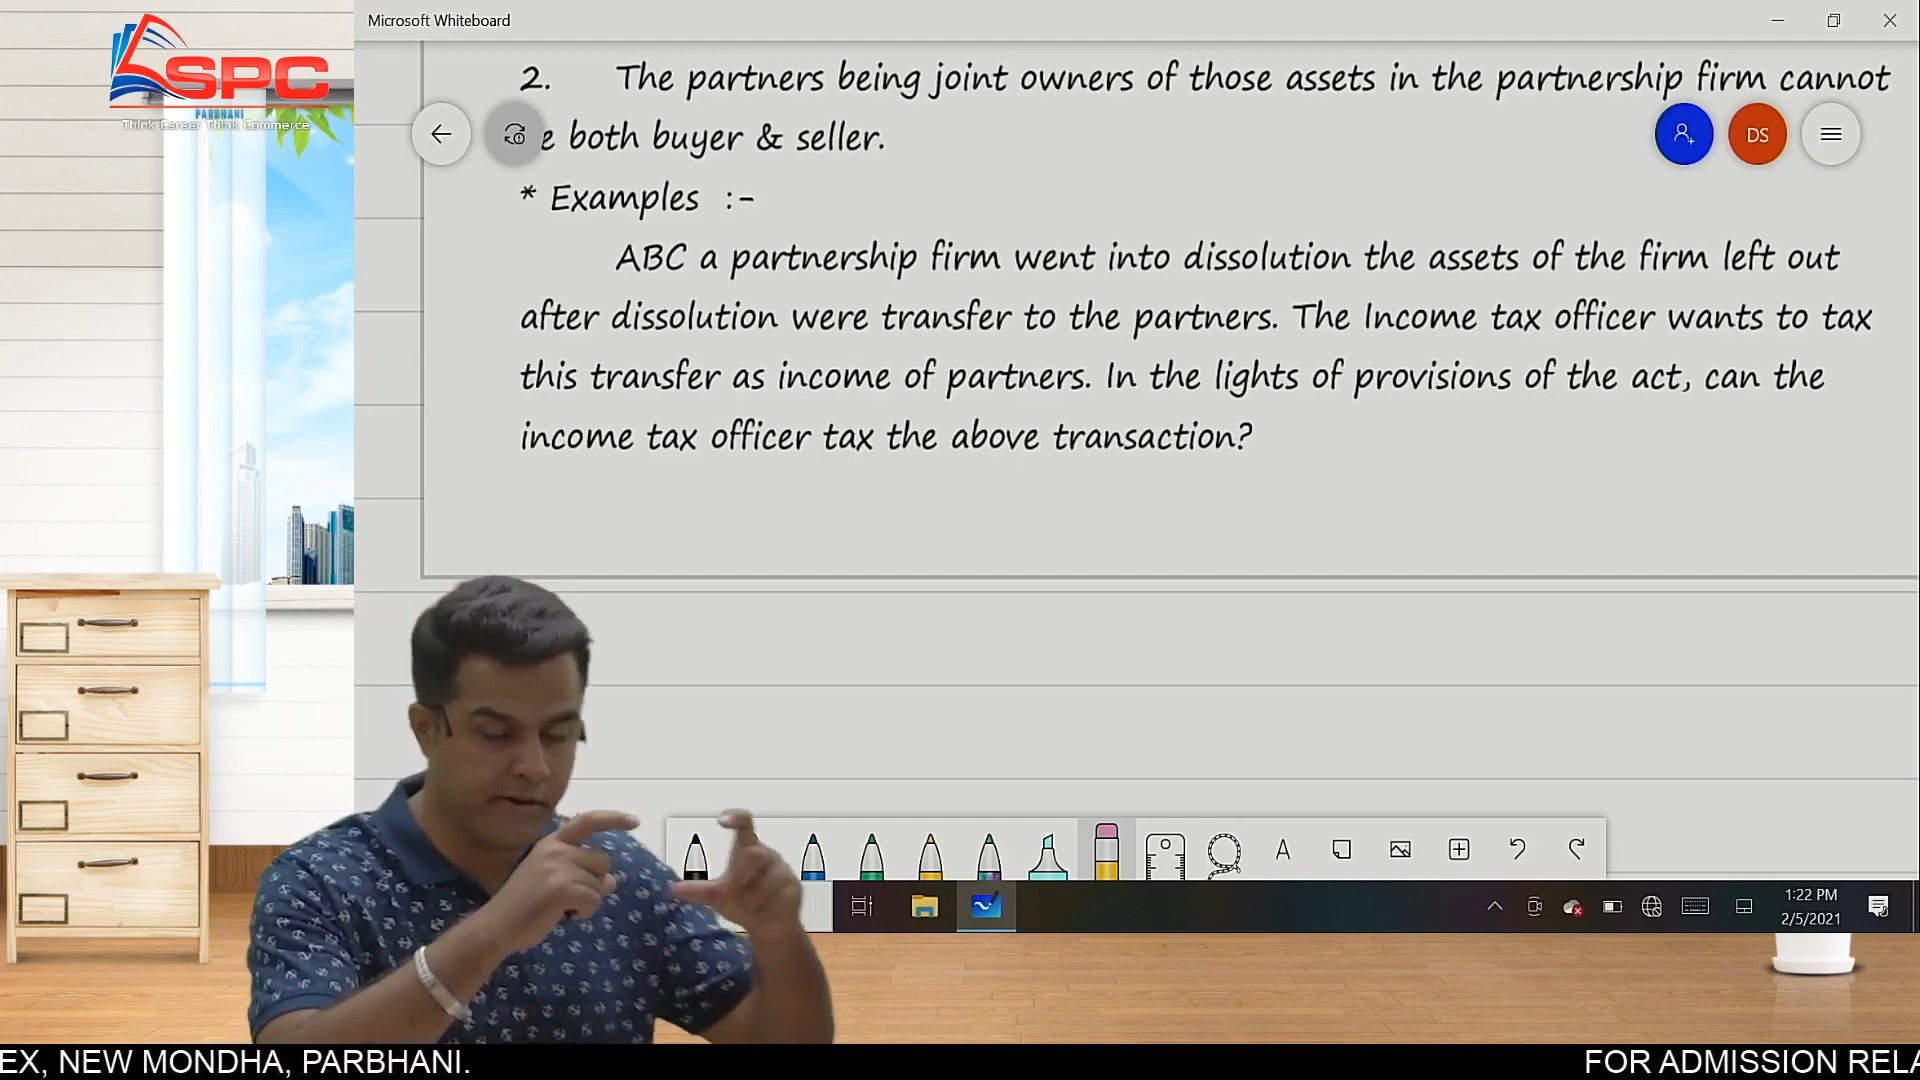 Microsoft Whiteboard
SPC
PARBHANI
Think Career Think Commerce.
2. The partners being joint owners of those assets in the partnership firm cannot
e both buyer & seller.
DS
* Examples :-
ABC a partnership firm went into dissolution the assets of the firm left out
after dissolution were transfer to the partners. The Income tax officer wants to tax
this transfer as income of partners. In the lights of provisions of the act, can the
income tax officer tax the above transaction?
1:22 PM
2/5/2021
EX, NEW MONDHA, PARBHANI.
FOR ADMISSION RELA